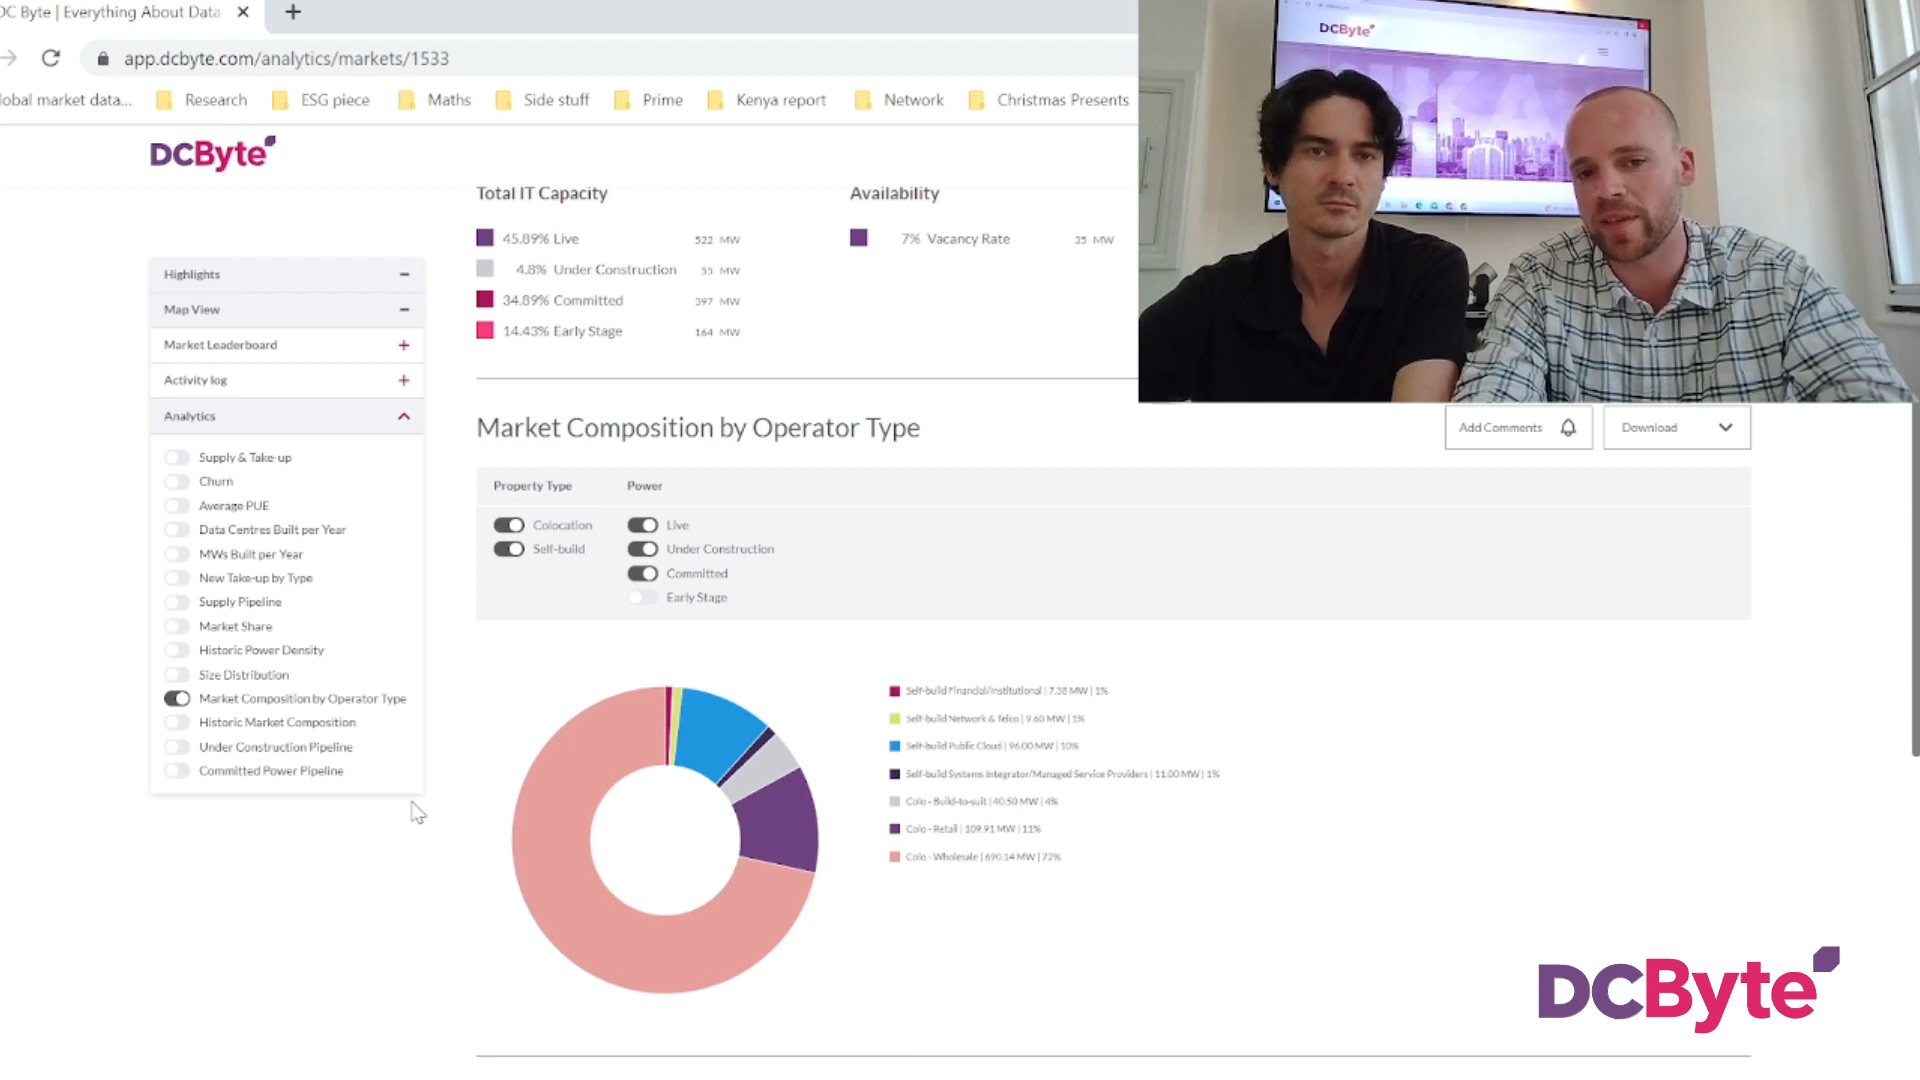 DC Byte | Everything About Data
app.dcbyte.com/analytics/markets/1533
lobal market data...
Research
ESG piece
Maths
Side stuff
Prime
Kenya report
Network
Christmas Presents
DCByte
DCByte
Total IT Capacity
Availability
45.89% Live 522 MW
7% Vacancy Rate 35 MW
4.8% Under Construction 55 MW
34.89% Committed 397 MW
14.43% Early Stage 164 MW
Highlights
Map View
Market Leaderboard
Activity log
Analytics
Supply & Take-up
Churn
Average PUE
Data Centres Built per Year
MWs Built per Year
New Take-up by Type
Supply Pipeline
Market Share
Historic Power Density
Size Distribution
Market Composition by Operator Type
Historic Market Composition
Under Construction Pipeline
Committed Power Pipeline
Market Composition by Operator Type
Add Comments
Download
Property Type
Power
Colocation
Self-build
Live
Under Construction
Committed
Early Stage
Self-build Financial/Institutional | 7.38 MW | 1%
Self-build Network & Telco | 9.60 MW | 1%
Self-build Public Cloud | 96.00 MW | 10%
Self-build Systems Integrator/Managed Service Providers | 11.00 MW | 1%
Colo - Build-to-suit | 40.50 MW | 4%
Colo - Retail | 109.91 MW | 11%
Colo - Wholesale | 690.14 MW | 72%
DCByte